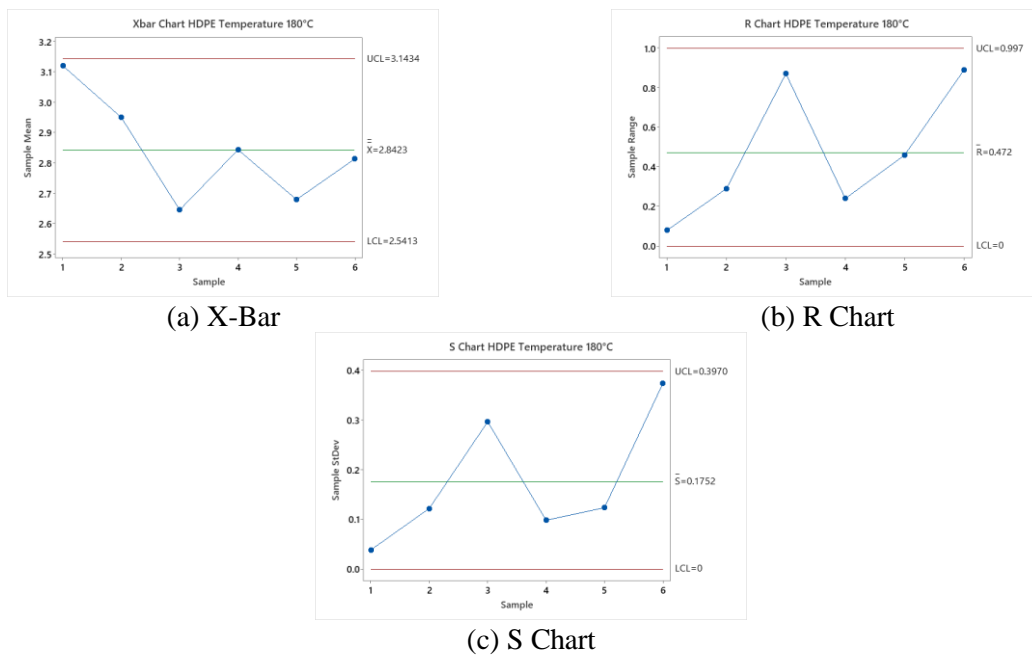 Xbar Chart HDPE Temperature 180°C
3.2
3.1
3.0
2.9
2.8
2.7
2.6
2.5
Sample Mean
UCL=3.1434
X̿=2.8423
LCL=2.5413
1 2 3 4 5 6
Sample
(a) X-Bar
R Chart HDPE Temperature 180°C
1.0
0.8
0.6
0.4
0.2
0.0
Sample Range
UCL=0.997
R̄=0.472
LCL=0
1 2 3 4 5 6
Sample
(b) R Chart
S Chart HDPE Temperature 180°C
0.4
0.3
0.2
0.1
0.0
Sample StDev
UCL=0.3970
S̄=0.1752
LCL=0
1 2 3 4 5 6
Sample
(c) S Chart